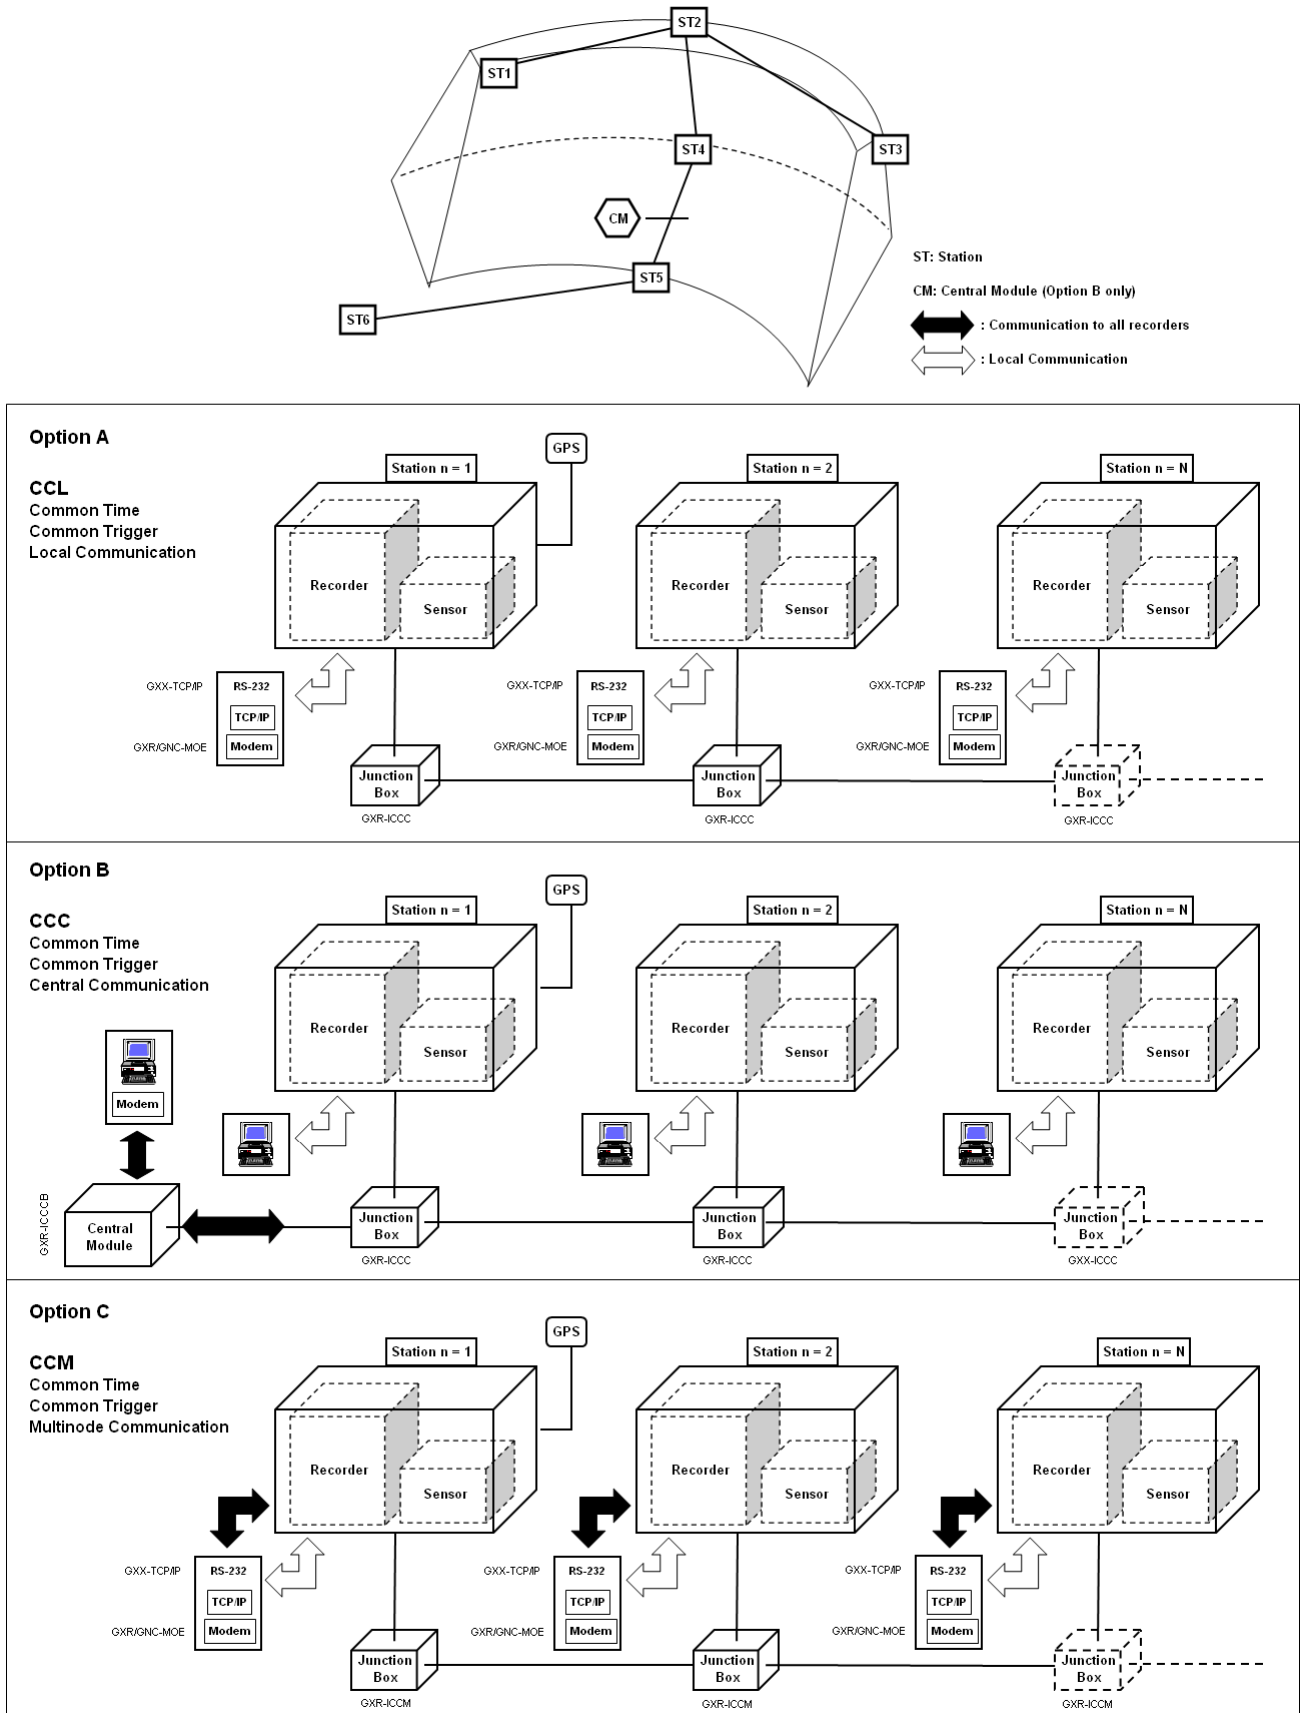 ST2
ST1
ST4
ST3
CM
ST5
ST6
ST: Station
CM: Central Module (Option B only)
: Communication to all recorders
: Local Communication
Option A
CCL
Common Time
Common Trigger
Local Communication
GPS
Station n = 1
Station n = 2
Station n = N
Recorder
Sensor
Recorder
Sensor
Recorder
Sensor
GXX-TCP/IP
RS-232
TCP/IP
GXR/GNC-MOE
Modem
GXX-TCP/IP
RS-232
TCP/IP
GXR/GNC-MOE
Modem
GXX-TCP/IP
RS-232
TCP/IP
GXR/GNC-MOE
Modem
Junction
Box
GXR-ICCC
Junction
Box
GXR-ICCC
Junction
Box
GXR-ICCC
Option B
CCC
Common Time
Common Trigger
Central Communication
GPS
Station n = 1
Station n = 2
Station n = N
Recorder
Sensor
Recorder
Sensor
Recorder
Sensor
Modem
GXR-ICCCB
Central
Module
Junction
Box
GXR-ICCC
Junction
Box
GXR-ICCC
Junction
Box
GXX-ICCC
Option C
CCM
Common Time
Common Trigger
Multinode Communication
GPS
Station n = 1
Station n = 2
Station n = N
Recorder
Sensor
Recorder
Sensor
Recorder
Sensor
GXX-TCP/IP
RS-232
TCP/IP
GXR/GNC-MOE
Modem
GXX-TCP/IP
RS-232
TCP/IP
GXR/GNC-MOE
Modem
GXX-TCP/IP
RS-232
TCP/IP
GXR/GNC-MOE
Modem
Junction
Box
GXR-ICCM
Junction
Box
GXR-ICCM
Junction
Box
GXR-ICCM